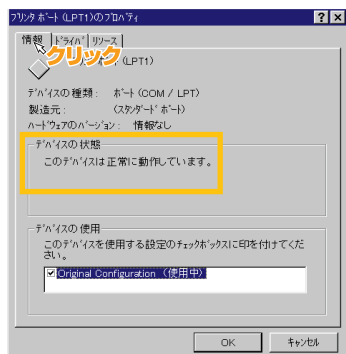 プリンタ ポート (LPT1)のプロパティ
情報 ドライバ リソース
クリック
(LPT1)
デバイスの種類： ポート (COM / LPT)
製造元： (スタンダード ポート)
ハードウェアのバージョン： 情報なし
デバイスの状態
このデバイスは正常に動作しています。
デバイスの使用
このデバイスを使用する設定のチェックボックスに印を付けてくだ
さい。
Original Configuration (使用中)
OK キャンセル